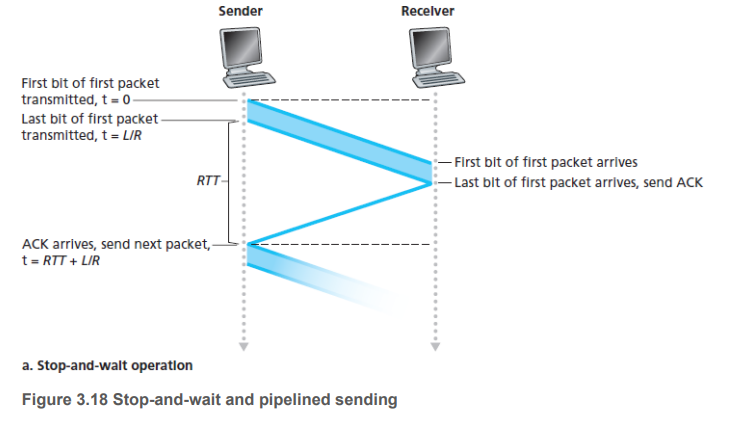 Sender
Receiver
First bit of first packet
transmitted, t = 0
Last bit of first packet
transmitted, t = L/R
First bit of first packet arrives
RTT
Last bit of first packet arrives, send ACK
ACK arrives, send next packet,
t = RTT + L/R
a. Stop-and-wait operation
Figure 3.18 Stop-and-wait and pipelined sending